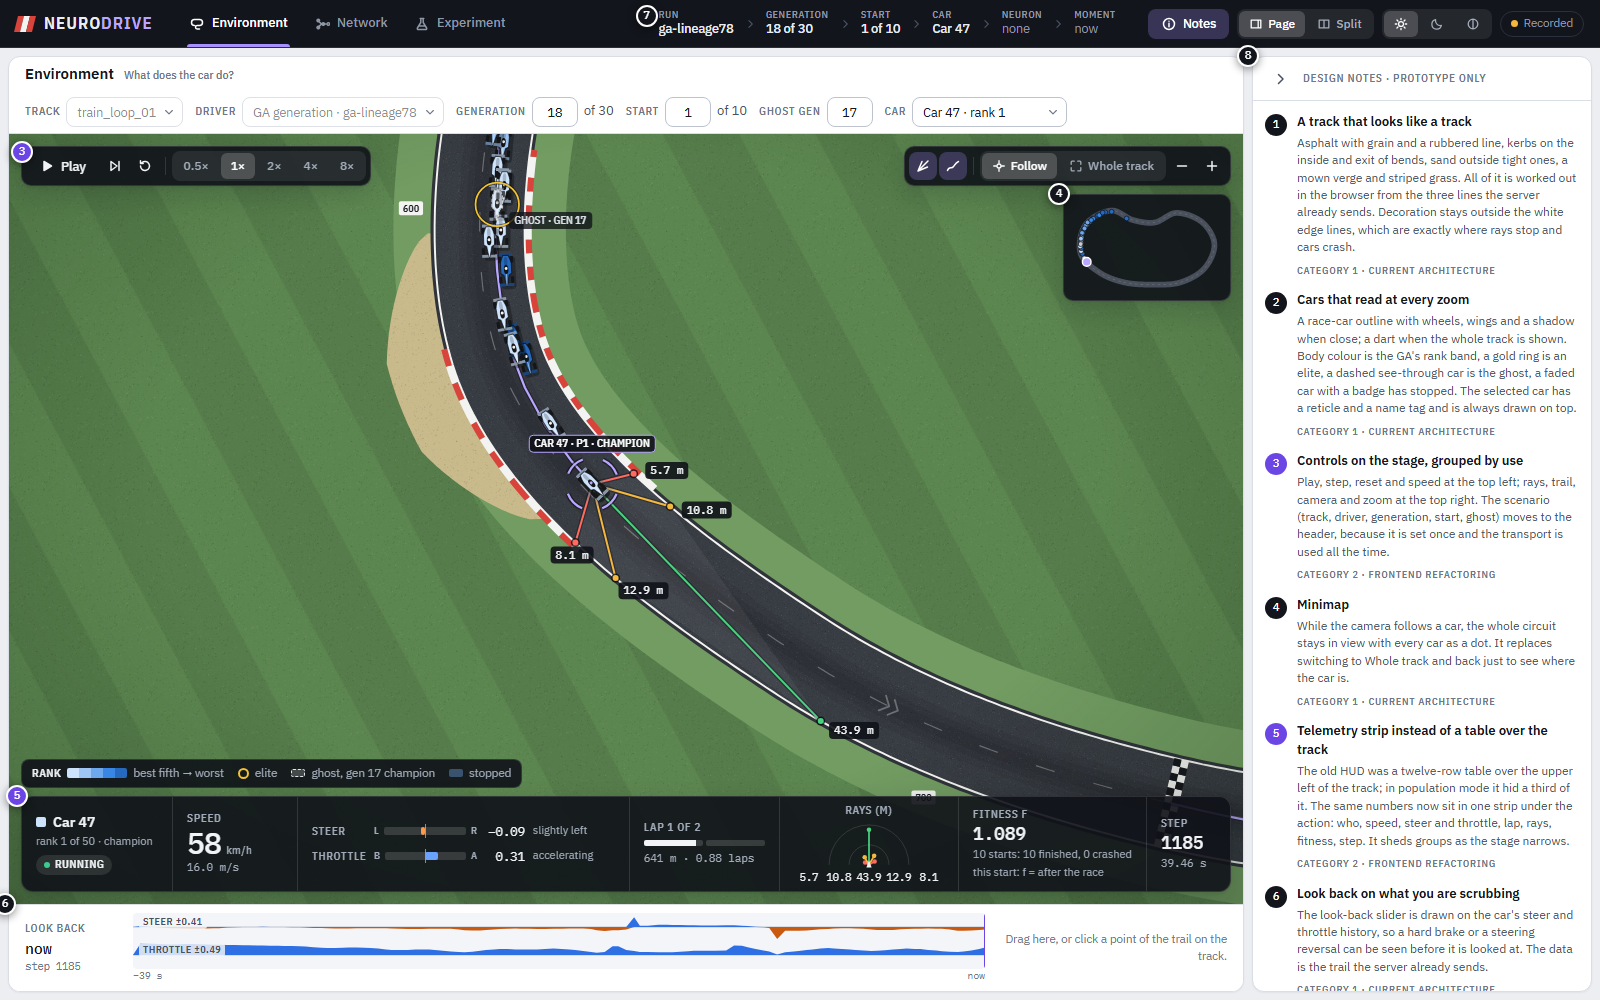 NEURODRIVE
Environment
Network
Experiment
7
RUN
ga-lineage78
GENERATION
18 of 30
START
1 of 10
CAR
Car 47
NEURON
none
MOMENT
now
Notes
Page
Split
Recorded
Environment What does the car do?
TRACK train_loop_01 DRIVER GA generation · ga-lineage78 GENERATION 18 of 30 START 1 of 10 GHOST GEN 17 CAR Car 47 · rank 1
3
Play 0.5× 1× 2× 4× 8×
Follow Whole track
4
600
GHOST · GEN 17
CAR 47 · P1 · CHAMPION
5.7 m
10.8 m
8.1 m
12.9 m
43.9 m
RANK best fifth → worst elite ghost, gen 17 champion stopped
5
Car 47
rank 1 of 50 · champion
RUNNING
SPEED
58 km/h
16.0 m/s
STEER L R −0.09 slightly left
THROTTLE B A 0.31 accelerating
LAP 1 OF 2
641 m · 0.88 laps
RAYS (M)
5.7 10.8 43.9 12.9 8.1
FITNESS F
1.089
10 starts: 10 finished, 0 crashed
this start: f = after the race
STEP
1185
39.46 s
6
LOOK BACK
now
step 1185
STEER ±0.41
THROTTLE ±0.49
−39 s
now
Drag here, or click a point of the trail on the
track.
8
DESIGN NOTES · PROTOTYPE ONLY
1
A track that looks like a track
Asphalt with grain and a rubbered line, kerbs on the
inside and exit of bends, sand outside tight ones, a
mown verge and striped grass. All of it is worked out
in the browser from the three lines the server
already sends. Decoration stays outside the white
edge lines, which are exactly where rays stop and
cars crash.
CATEGORY 1 · CURRENT ARCHITECTURE
2
Cars that read at every zoom
A race-car outline with wheels, wings and a shadow
when close; a dart when the whole track is shown.
Body colour is the GA's rank band, a gold ring is an
elite, a dashed see-through car is the ghost, a faded
car with a badge has stopped. The selected car has
a reticle and a name tag and is always drawn on top.
CATEGORY 1 · CURRENT ARCHITECTURE
3
Controls on the stage, grouped by use
Play, step, reset and speed at the top left; rays, trail,
camera and zoom at the top right. The scenario
(track, driver, generation, start, ghost) moves to the
header, because it is set once and the transport is
used all the time.
CATEGORY 2 · FRONTEND REFACTORING
4
Minimap
While the camera follows a car, the whole circuit
stays in view with every car as a dot. It replaces
switching to Whole track and back just to see where
the car is.
CATEGORY 1 · CURRENT ARCHITECTURE
5
Telemetry strip instead of a table over the
track
The old HUD was a twelve-row table over the upper
left of the track; in population mode it hid a third of
it. The same numbers now sit in one strip under the
action: who, speed, steer and throttle, lap, rays,
fitness, step. It sheds groups as the stage narrows.
CATEGORY 2 · FRONTEND REFACTORING
6
Look back on what you are scrubbing
The look-back slider is drawn on the car's steer and
throttle history, so a hard brake or a steering
reversal can be seen before it is looked at. The data
is the trail the server already sends.
CATEGORY 1 · CURRENT ARCHITECTURE